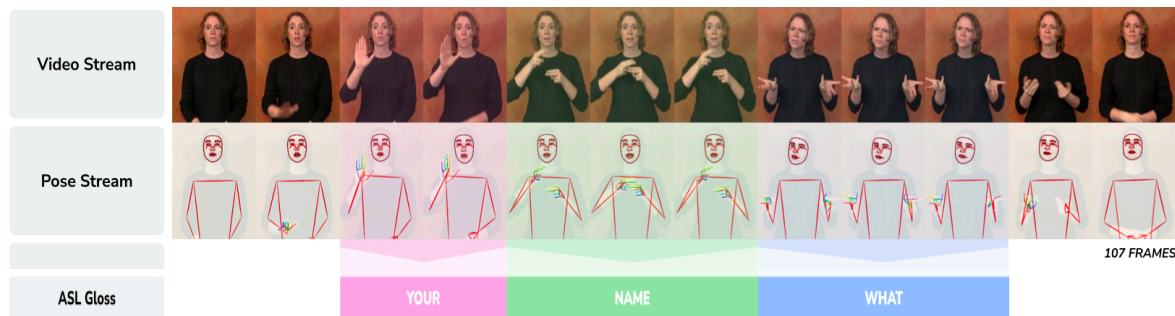 Video Stream
Pose Stream
107 FRAMES
ASL Gloss
YOUR
NAME
WHAT